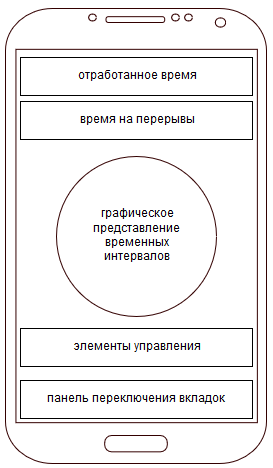 отработанное время
время на перерывы
графическое
представление
временных
интервалов
элементы управления
панель переключения вкладок